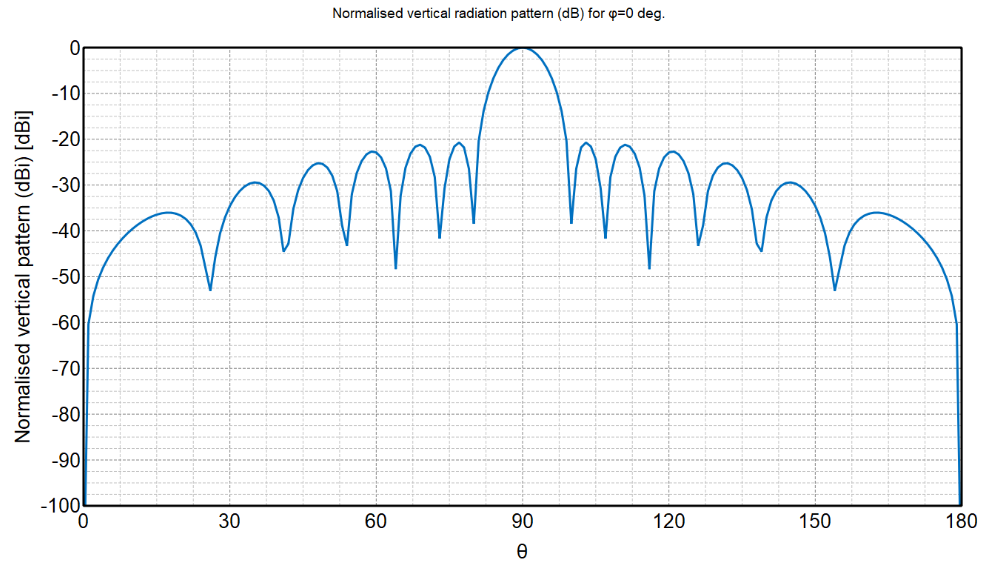 Normalised vertical radiation pattern (dB) for φ=0 deg.
Normalised vertical pattern (dBi) [dBi]
0
-10
-20
-30
-40
-50
-60
-70
-80
-90
-100
0 30 60 90 120 150 180
θ